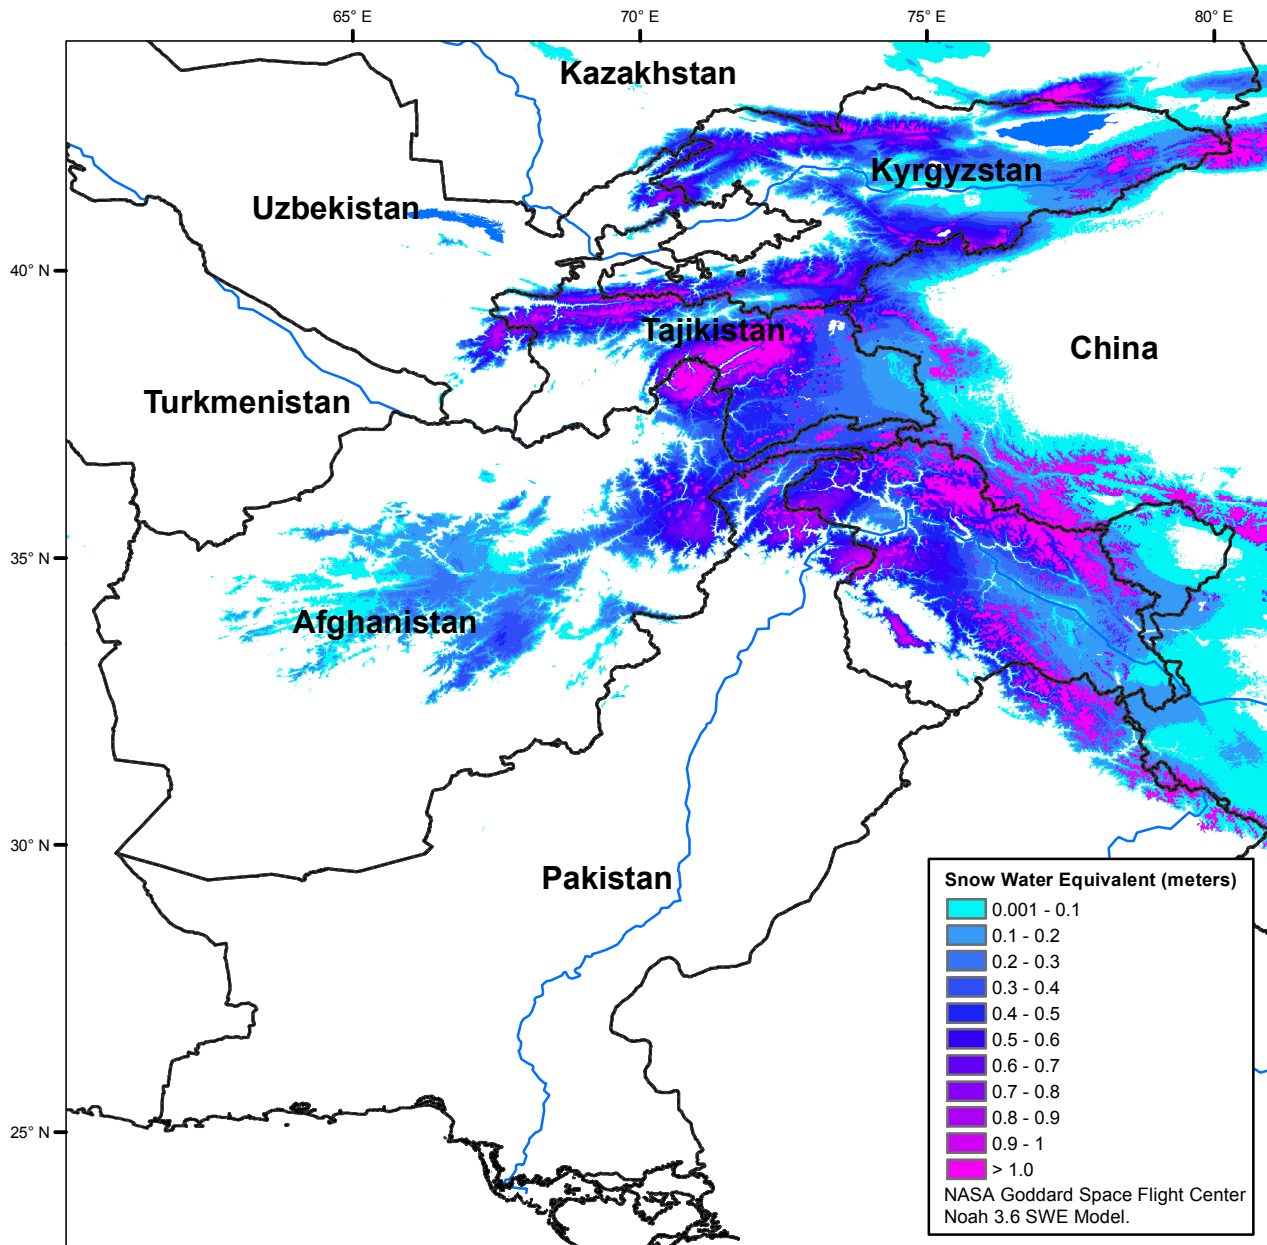 65° E
70° E
75° E
80° E
Kazakhstan
Kyrgyzstan
Uzbekistan
40° N
Tajikistan
China
Turkmenistan
35° N
Afghanistan
30° N
Pakistan
25° N
Snow Water Equivalent (meters)
0.001 - 0.1
0.1 - 0.2
0.2 - 0.3
0.3 - 0.4
0.4 - 0.5
0.5 - 0.6
0.6 - 0.7
0.7 - 0.8
0.8 - 0.9
0.9 - 1
> 1.0
NASA Goddard Space Flight Center
Noah 3.6 SWE Model.